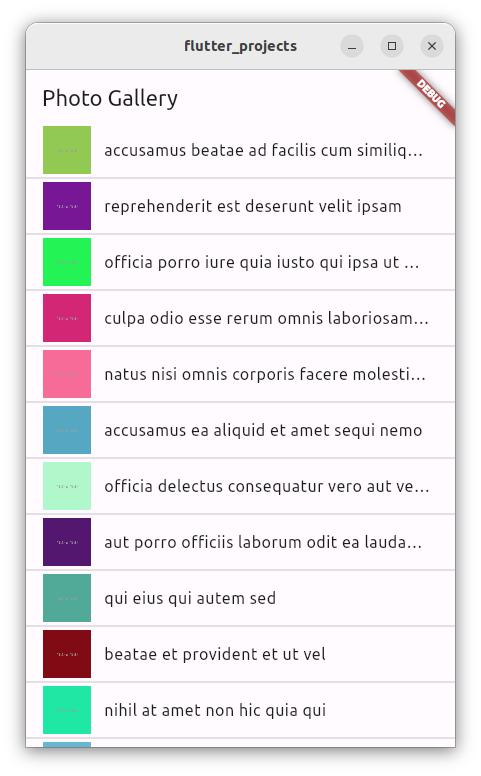 flutter_projects
DEBUG
Photo Gallery
accusamus beatae ad facilis cum similiq…
reprehenderit est deserunt velit ipsam
officia porro iure quia iusto qui ipsa ut …
culpa odio esse rerum omnis laboriosam…
natus nisi omnis corporis facere molesti…
accusamus ea aliquid et amet sequi nemo
officia delectus consequatur vero aut ve…
aut porro officiis laborum odit ea lauda…
qui eius qui autem sed
beatae et provident et ut vel
nihil at amet non hic quia qui